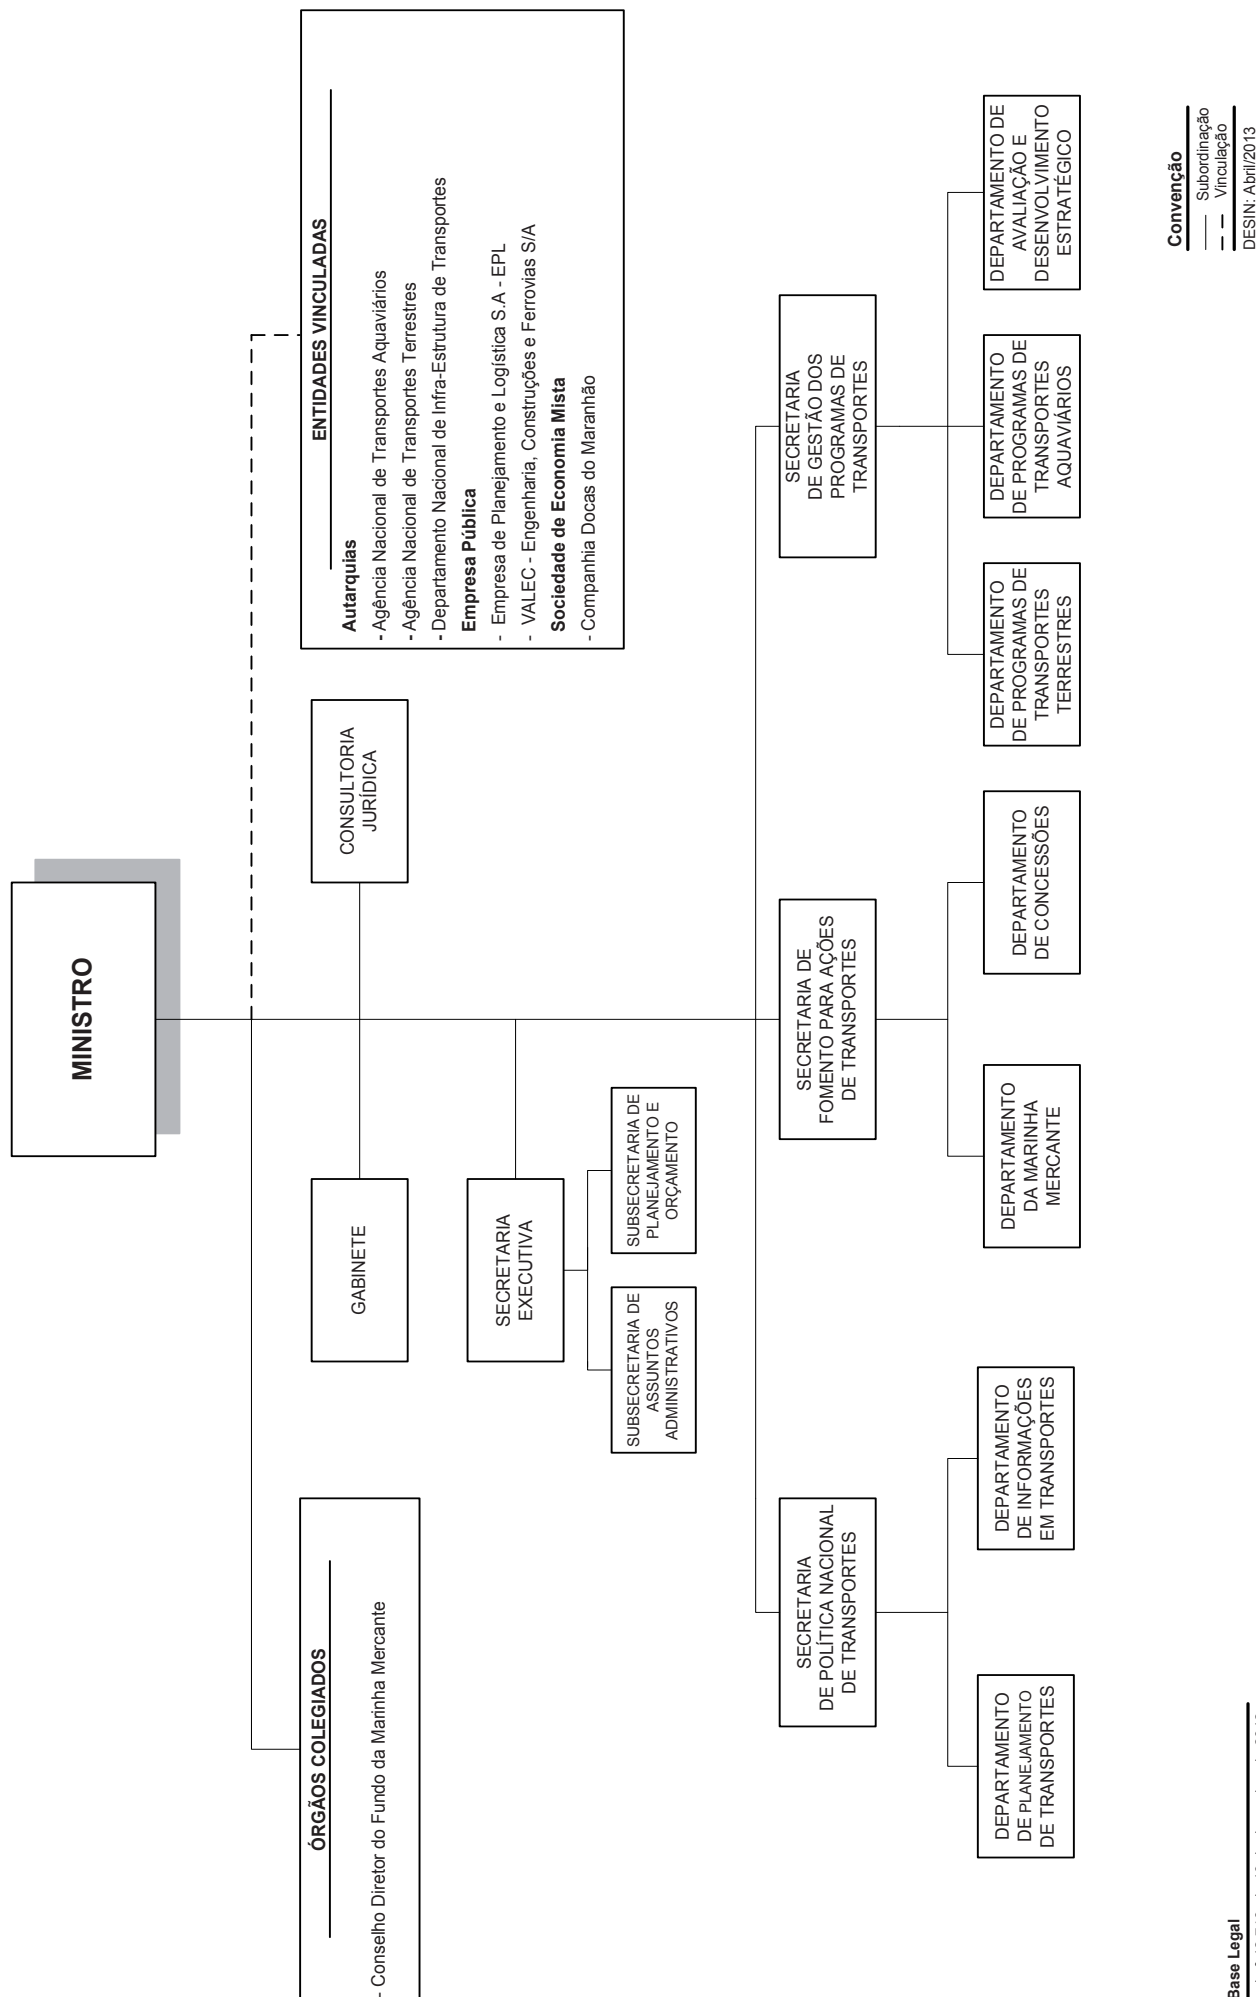 MINISTRO
ÓRGÃOS COLEGIADOS
- Conselho Diretor do Fundo da Marinha Mercante
GABINETE
CONSULTORIA
JURÍDICA
ENTIDADES VINCULADAS
Autarquias
- Agência Nacional de Transportes Aquaviários
- Agência Nacional de Transportes Terrestres
- Departamento Nacional de Infra-Estrutura de Transportes
Empresa Pública
- Empresa de Planejamento e Logística S.A - EPL
- VALEC - Engenharia, Construções e Ferrovias S/A
Sociedade de Economia Mista
- Companhia Docas do Maranhão
SECRETARIA
EXECUTIVA
SUBSECRETARIA DE
ASSUNTOS
ADMINISTRATIVOS
SUBSECRETARIA DE
PLANEJAMENTO E
ORÇAMENTO
SECRETARIA
DE POLÍTICA NACIONAL
DE TRANSPORTES
SECRETARIA DE
FOMENTO PARA AÇÕES
DE TRANSPORTES
SECRETARIA
DE GESTÃO DOS
PROGRAMAS DE
TRANSPORTES
DEPARTAMENTO
DE PLANEJAMENTO
DE TRANSPORTES
DEPARTAMENTO
DE INFORMAÇÕES
EM TRANSPORTES
DEPARTAMENTO
DA MARINHA
MERCANTE
DEPARTAMENTO
DE CONCESSÕES
DEPARTAMENTO
DE PROGRAMAS DE
TRANSPORTES
TERRESTRES
DEPARTAMENTO
DE PROGRAMAS DE
TRANSPORTES
AQUAVIÁRIOS
DEPARTAMENTO DE
AVALIAÇÃO E
DESENVOLVIMENTO
ESTRATÉGICO
Base Legal
Convenção
Subordinação
Vinculação
DESIN: Abril/2013